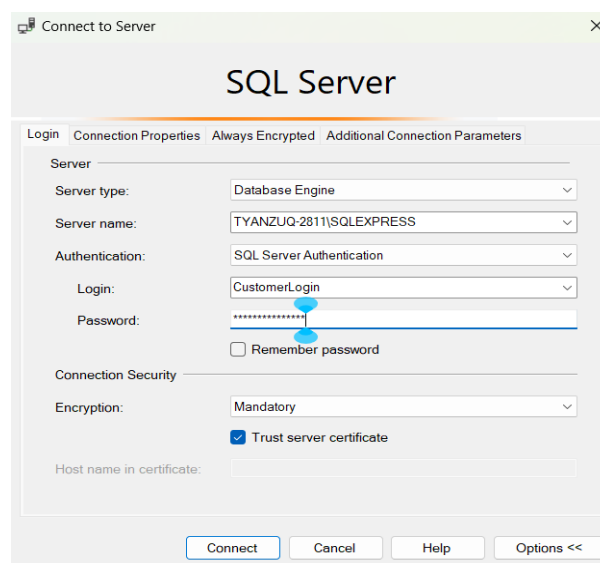 Connect to Server
SQL Server
Login Connection Properties Always Encrypted Additional Connection Parameters
Server
Server type: Database Engine
Server name: TYANZUQ-2811\SQLEXPRESS
Authentication: SQL Server Authentication
Login: CustomerLogin
Password: ***************
Remember password
Connection Security
Encryption: Mandatory
Trust server certificate
Host name in certificate:
Connect Cancel Help Options <<